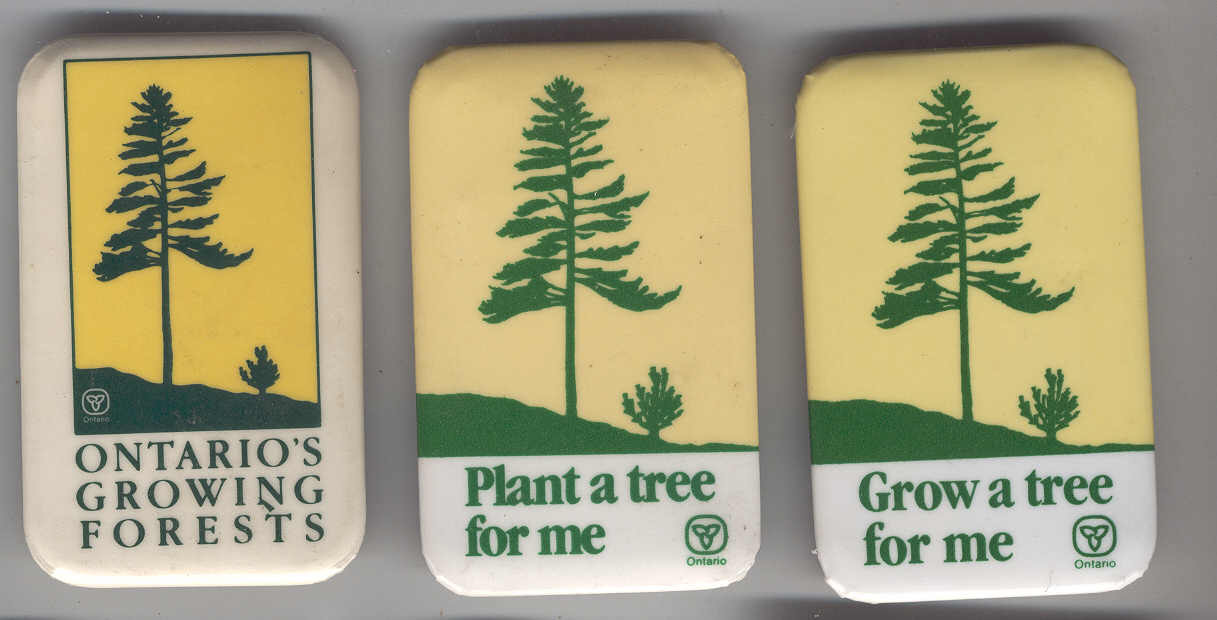 Ontario
ONTARIO'S
GROWING
FORESTS
Plant a tree
for me
Ontario
Grow a tree
for me
Ontario